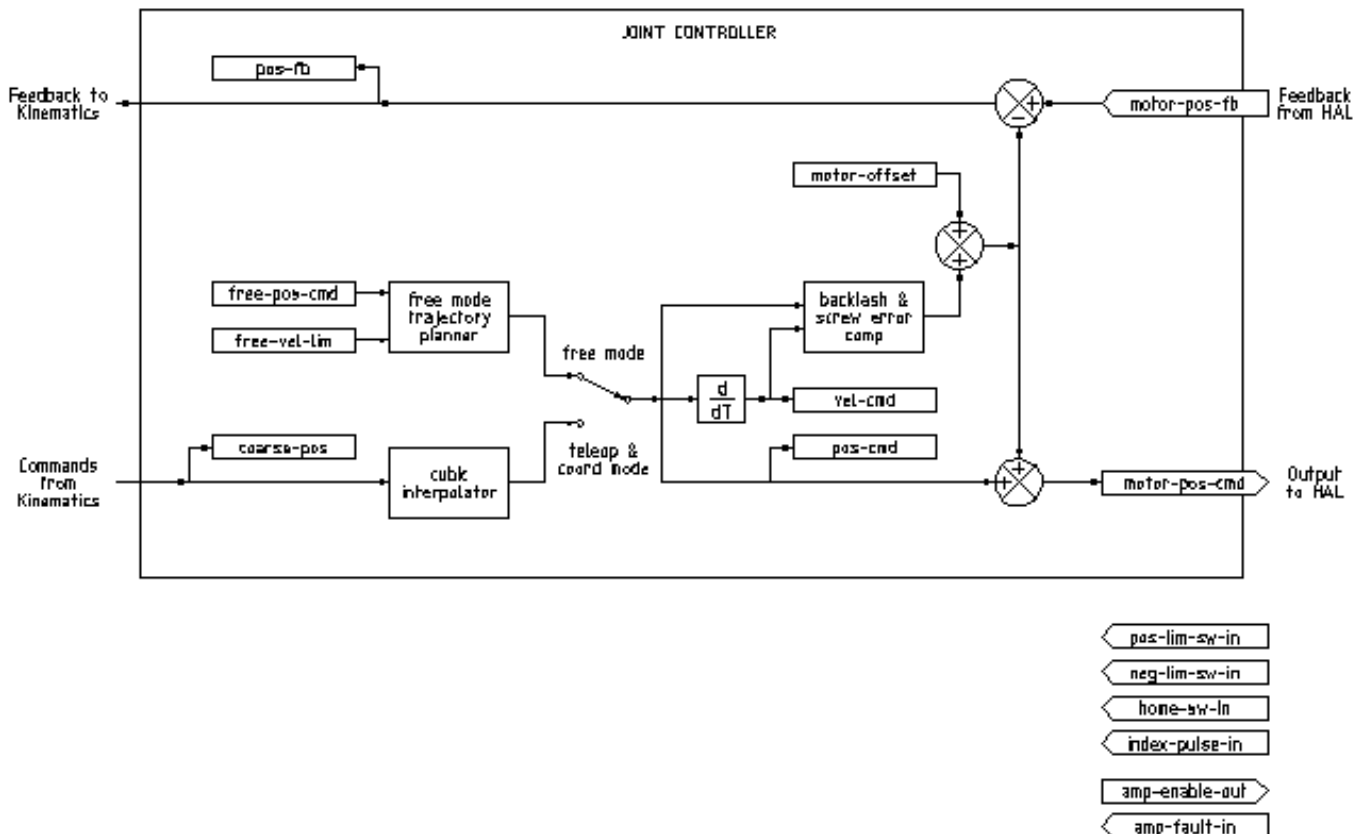 JOINT CONTROLLER
pos-fb
Feedback to
Kinematics
+
-
motor-pos-fb
Feedback
from HAL
motor-offset
+
+
free-pos-cmd
free-vel-lim
free mode
trajectory
planner
backlash &
screw error
comp
free mode
d
dT
vel-cmd
coarse-pos
teleop &
coord mode
pos-cmd
Commands
from
Kinematics
cubic
interpolator
+
+
motor-pos-cmd
Output
to HAL
pos-lim-sw-in
neg-lim-sw-in
home-sw-in
index-pulse-in
amp-enable-out
amp-fault-in